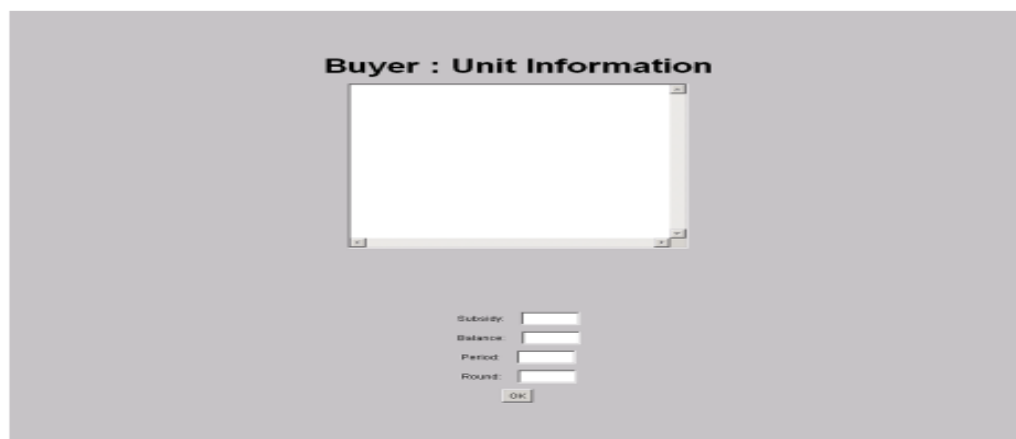 Buyer : Unit Information
Subsidy:
Balance:
Period:
Round:
OK